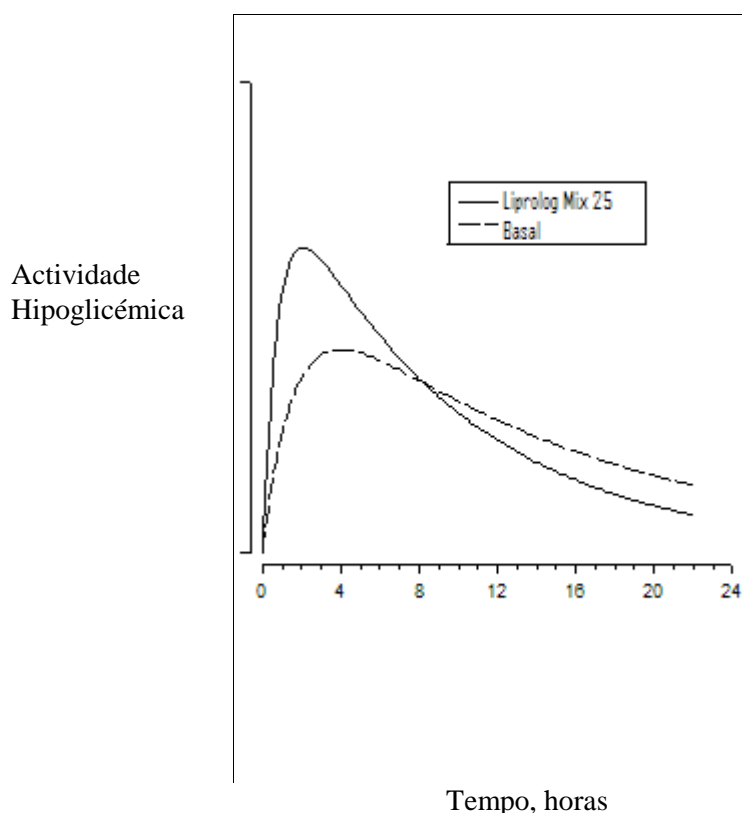 Actividade
Hipoglicémica
Liprolog Mix 25
Basal
0 4 8 12 16 20 24
Tempo, horas